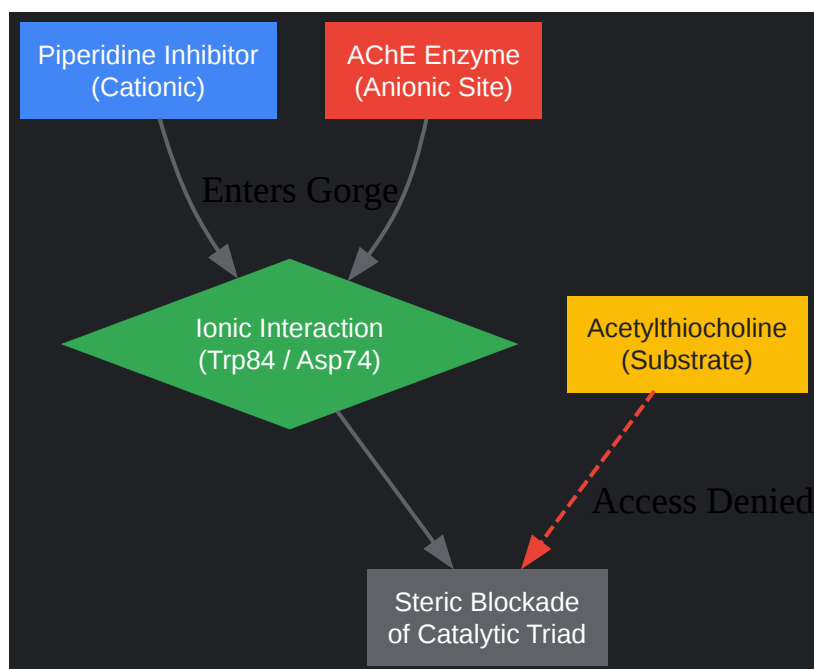 Piperidine Inhibitor
(Cationic)
AChE Enzyme
(Anionic Site)
Enters Gorge
Ionic Interaction
(Trp84 / Asp74)
Acetylthiocholine
(Substrate)
Access Denied
Steric Blockade
of Catalytic Triad